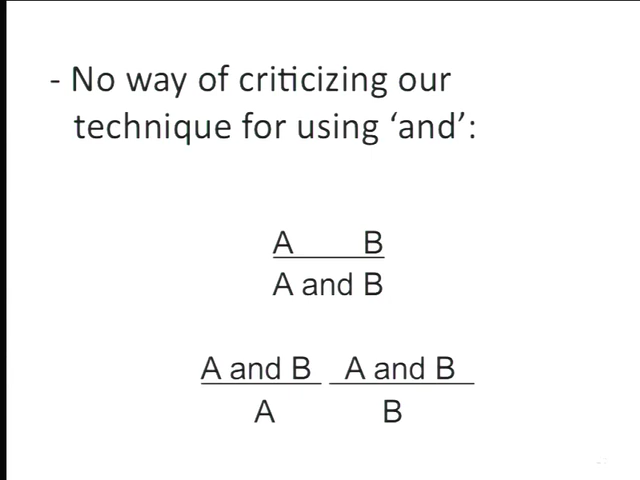 - No way of criticizing our
technique for using ‘and’:
A B
A and B
A and B A and B
A B